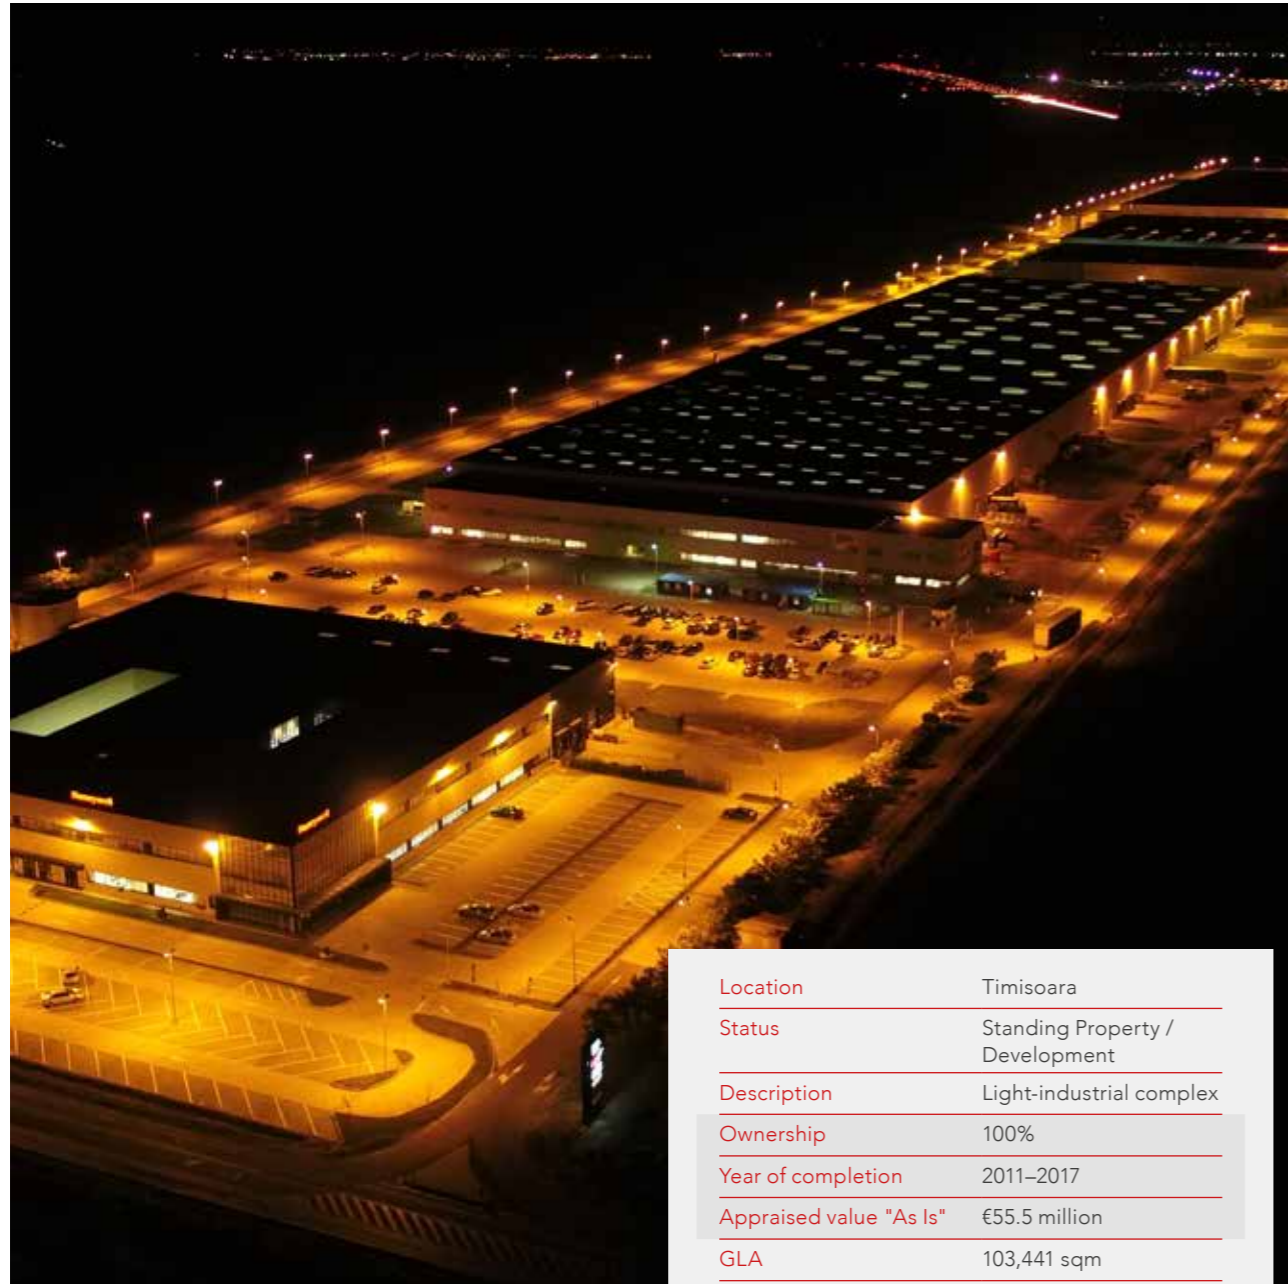 Location Timisoara
Status Standing Property /
Development
Description Light-industrial complex
Ownership 100%
Year of completion 2011–2017
Appraised value "As Is" €55.5 million
GLA 103,441 sqm